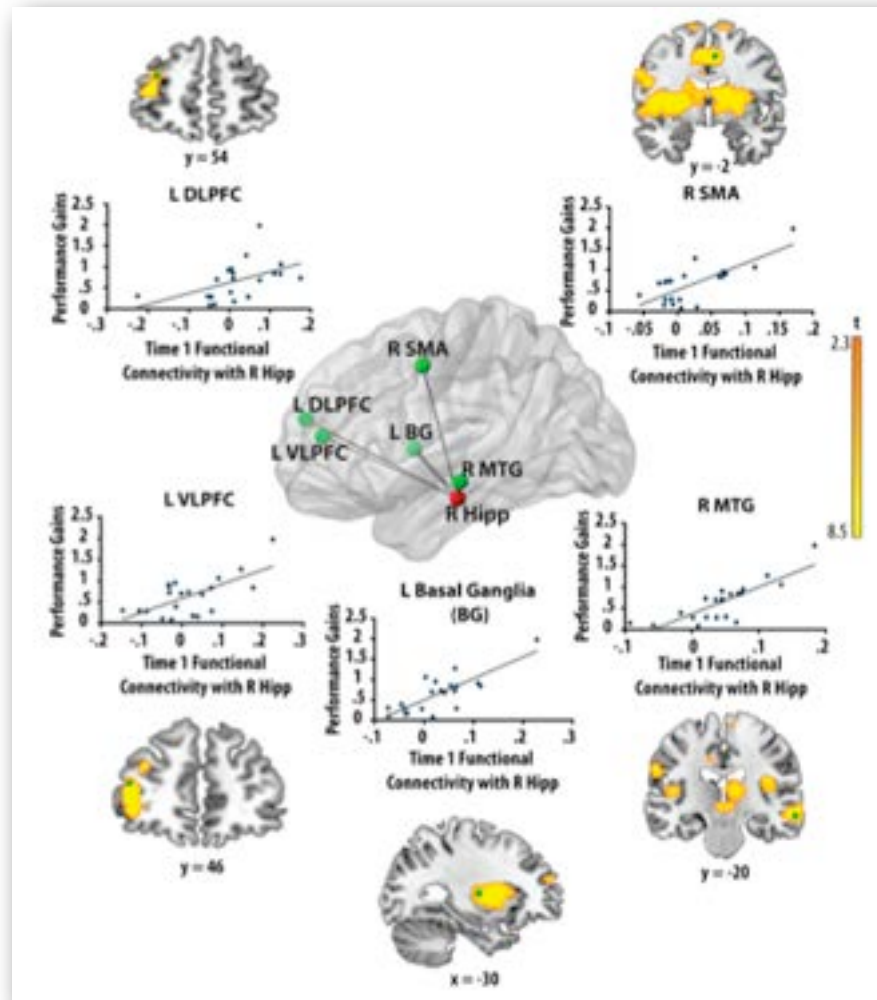 y = 54
y = -2
L DLPFC
Performance Gains
2.5
2
1.5
1
.5
0
-.3
-.2
-.1
0
.1
.2
Time 1 Functional
Connectivity with R Hipp
R SMA
Performance Gains
2.5
2
1.5
1
.5
0
-.1
-.05
0
.05
.1
.15
.2
Time 1 Functional
Connectivity with R Hipp
t
2.3
8.5
R SMA
L DLPFC
L BG
L VLPFC
R MTG
R Hipp
L VLPFC
Performance Gains
2.5
2
1.5
1
.5
0
-.2
-.1
0
.1
.2
.3
Time 1 Functional
Connectivity with R Hipp
L Basal Ganglia
(BG)
Performance Gains
2.5
2
1.5
1
.5
0
-.1
0
.1
.2
.3
Time 1 Functional
Connectivity with R Hipp
R MTG
Performance Gains
2.5
2
1.5
1
.5
0
-.1
0
.1
.2
Time 1 Functional
Connectivity with R Hipp
y = 46
y = -20
x = -30